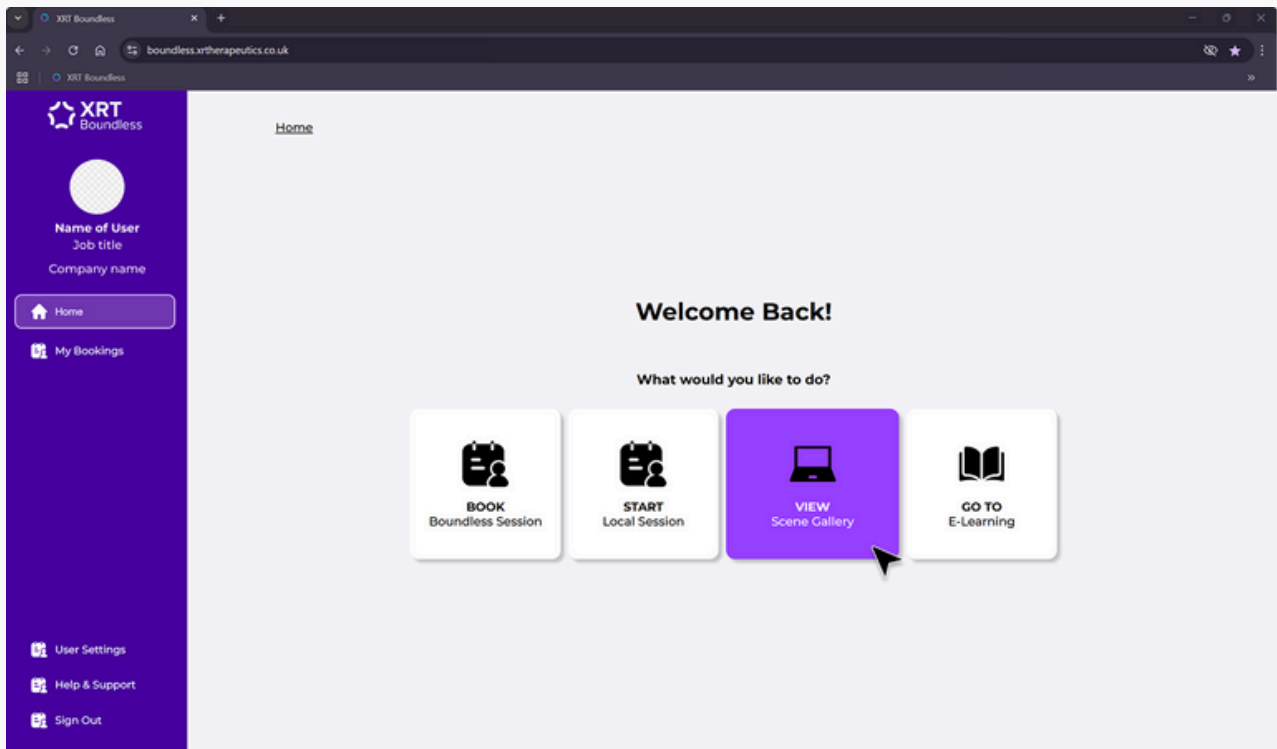 XRT Boundless
boundless.xrtherapeutics.co.uk
XRT Boundless
XRT
Boundless
Name of User
Job title
Company name
Home
My Bookings
User Settings
Help & Support
Sign Out
Home
Welcome Back!
What would you like to do?
BOOK
Boundless Session
START
Local Session
VIEW
Scene Gallery
GO TO
E-Learning